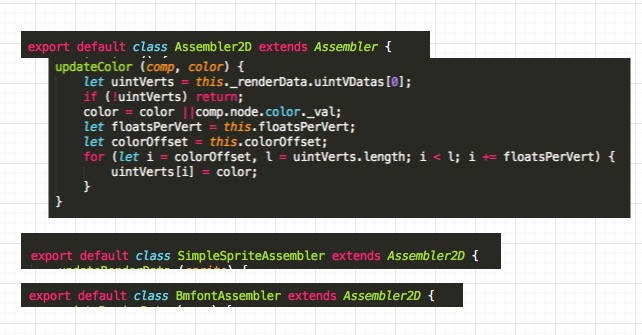 export default class Assembler2D extends Assembler {
updateColor (comp, color) {
let uintVerts = this._renderData.uintVDatas[0];
if (!uintVerts) return;
color = color ||comp.node.color._val;
let floatsPerVert = this.floatsPerVert;
let colorOffset = this.colorOffset;
for (let i = colorOffset, l = uintVerts.length; i < l; i += floatsPerVert) {
uintVerts[i] = color;
}
}
export default class SimpleSpriteAssembler extends Assembler2D {
export default class BmfontAssembler extends Assembler2D {